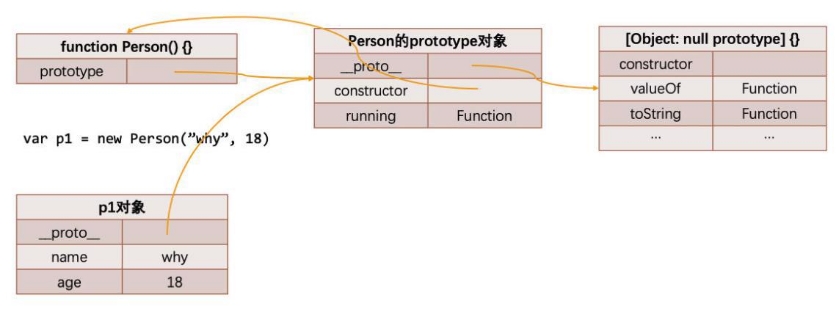 function Person() {}
prototype
Person的prototype对象
__proto__
constructor
running Function
[Object: null prototype] {}
constructor
valueOf Function
toString Function
... ...
var p1 = new Person("why", 18)
p1对象
__proto__
name why
age 18